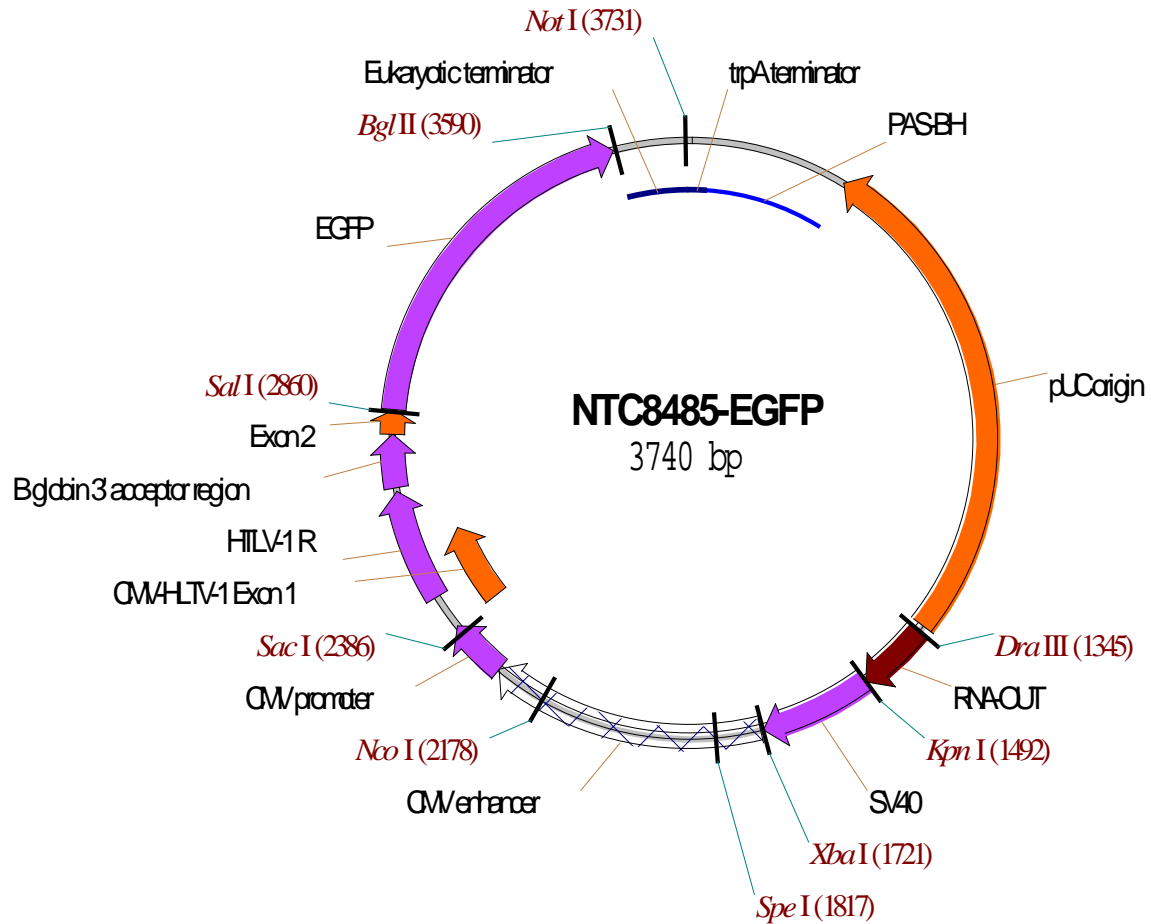 Not I (3731)
Eukaryotic terminator
trpA terminator
Bgl II (3590)
PAS-BH
EGFP
pUC origin
Sal I (2860)
NTC8485-EGFP
3740 bp
Exon 2
B globin 3' acceptor region
HTLV-1 R
CMV-HLTV-1 Exon 1
Sac I (2386)
Dra III (1345)
CMV promoter
RNA-OUT
Nco I (2178)
Kpn I (1492)
CMV enhancer
SV40
Xba I (1721)
Spe I (1817)